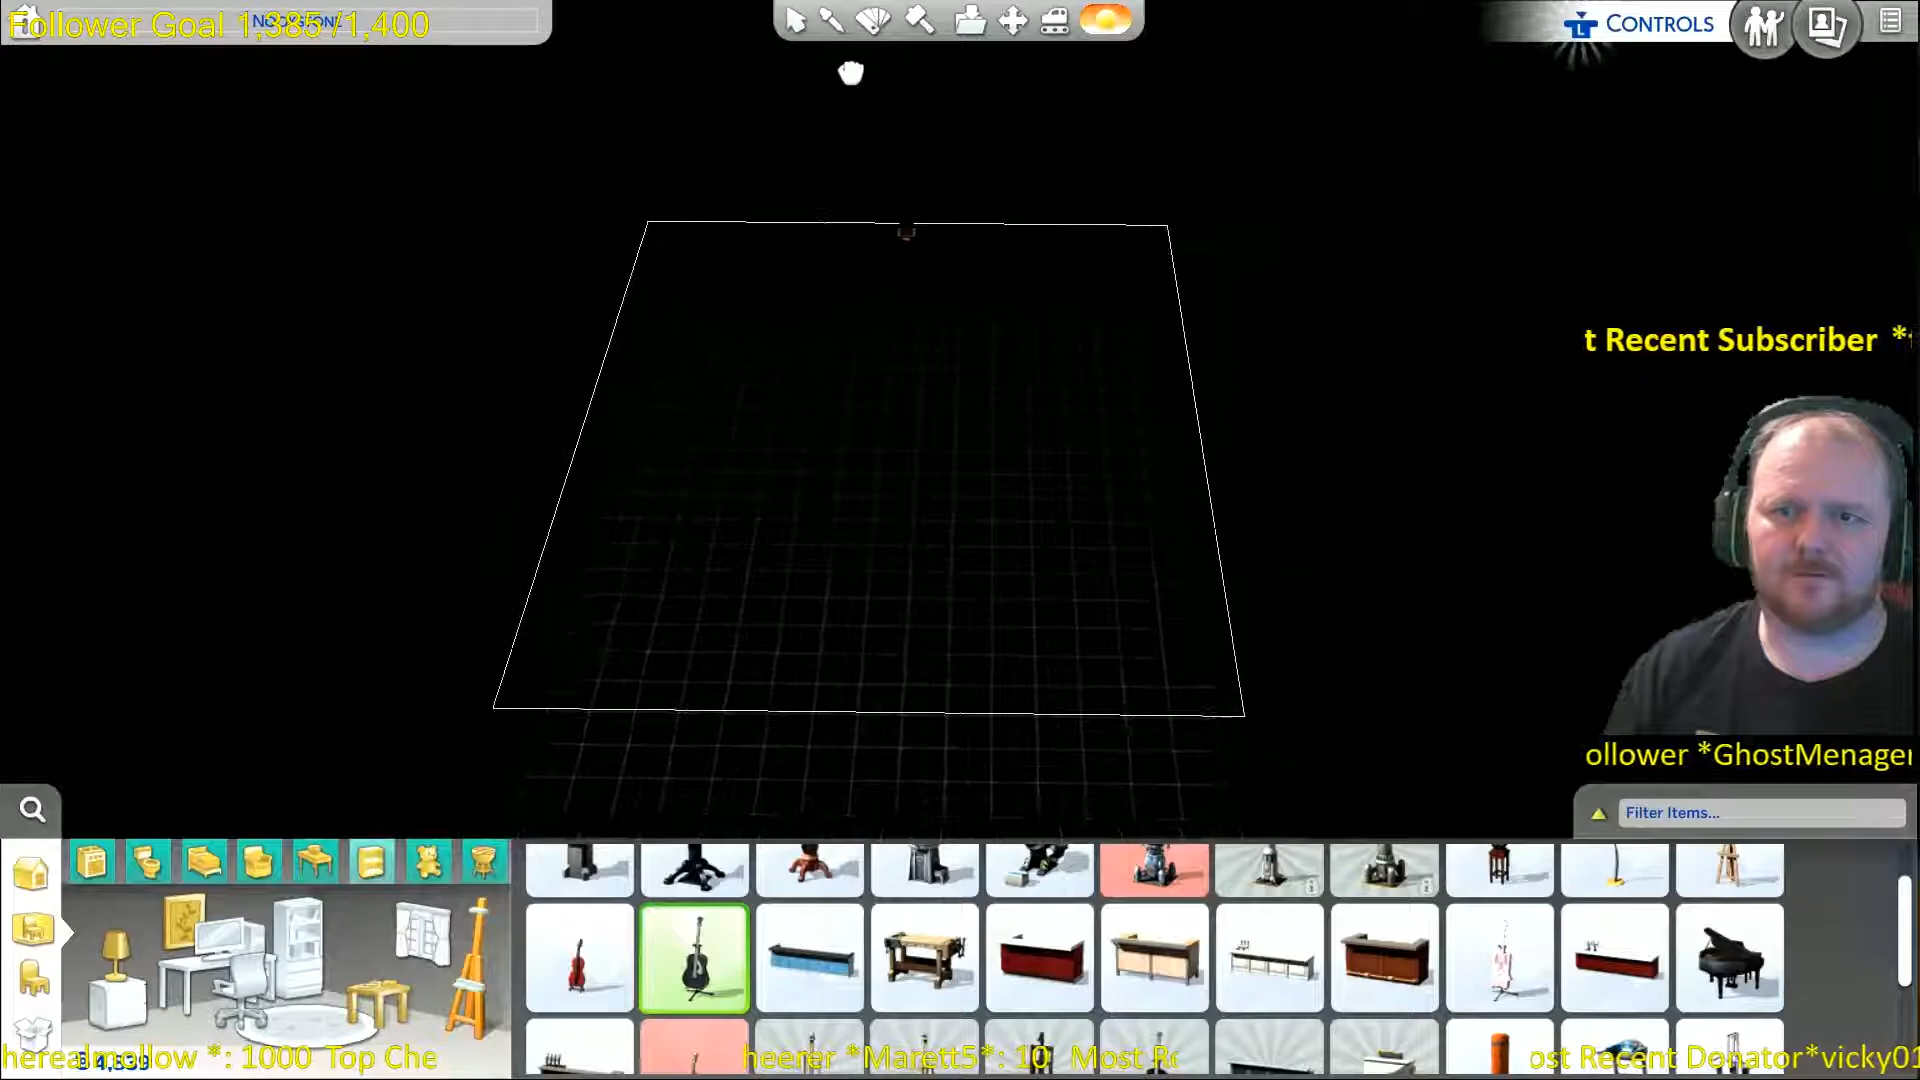 Follower Goal 1,385 /1,400
CONTROLS
t Recent Subscriber *
ollower *GhostMenager
Filter Items...
herealmollow *: 1000 Top Che
heerer *Marett5*: 10 Most Re
ost Recent Donator*vicky01